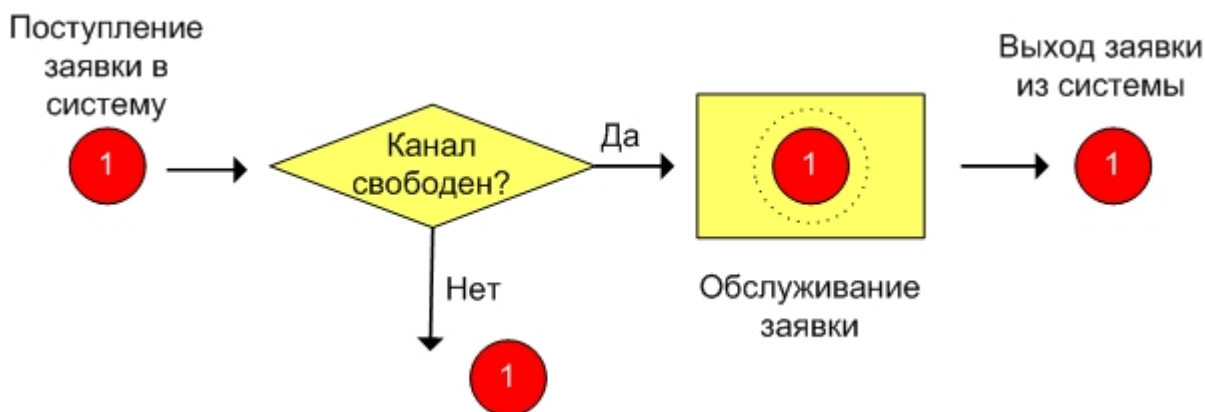 Поступление
заявки в
систему
1
Канал
свободен?
Да
1
Обслуживание
заявки
Выход заявки
из системы
1
Нет
1